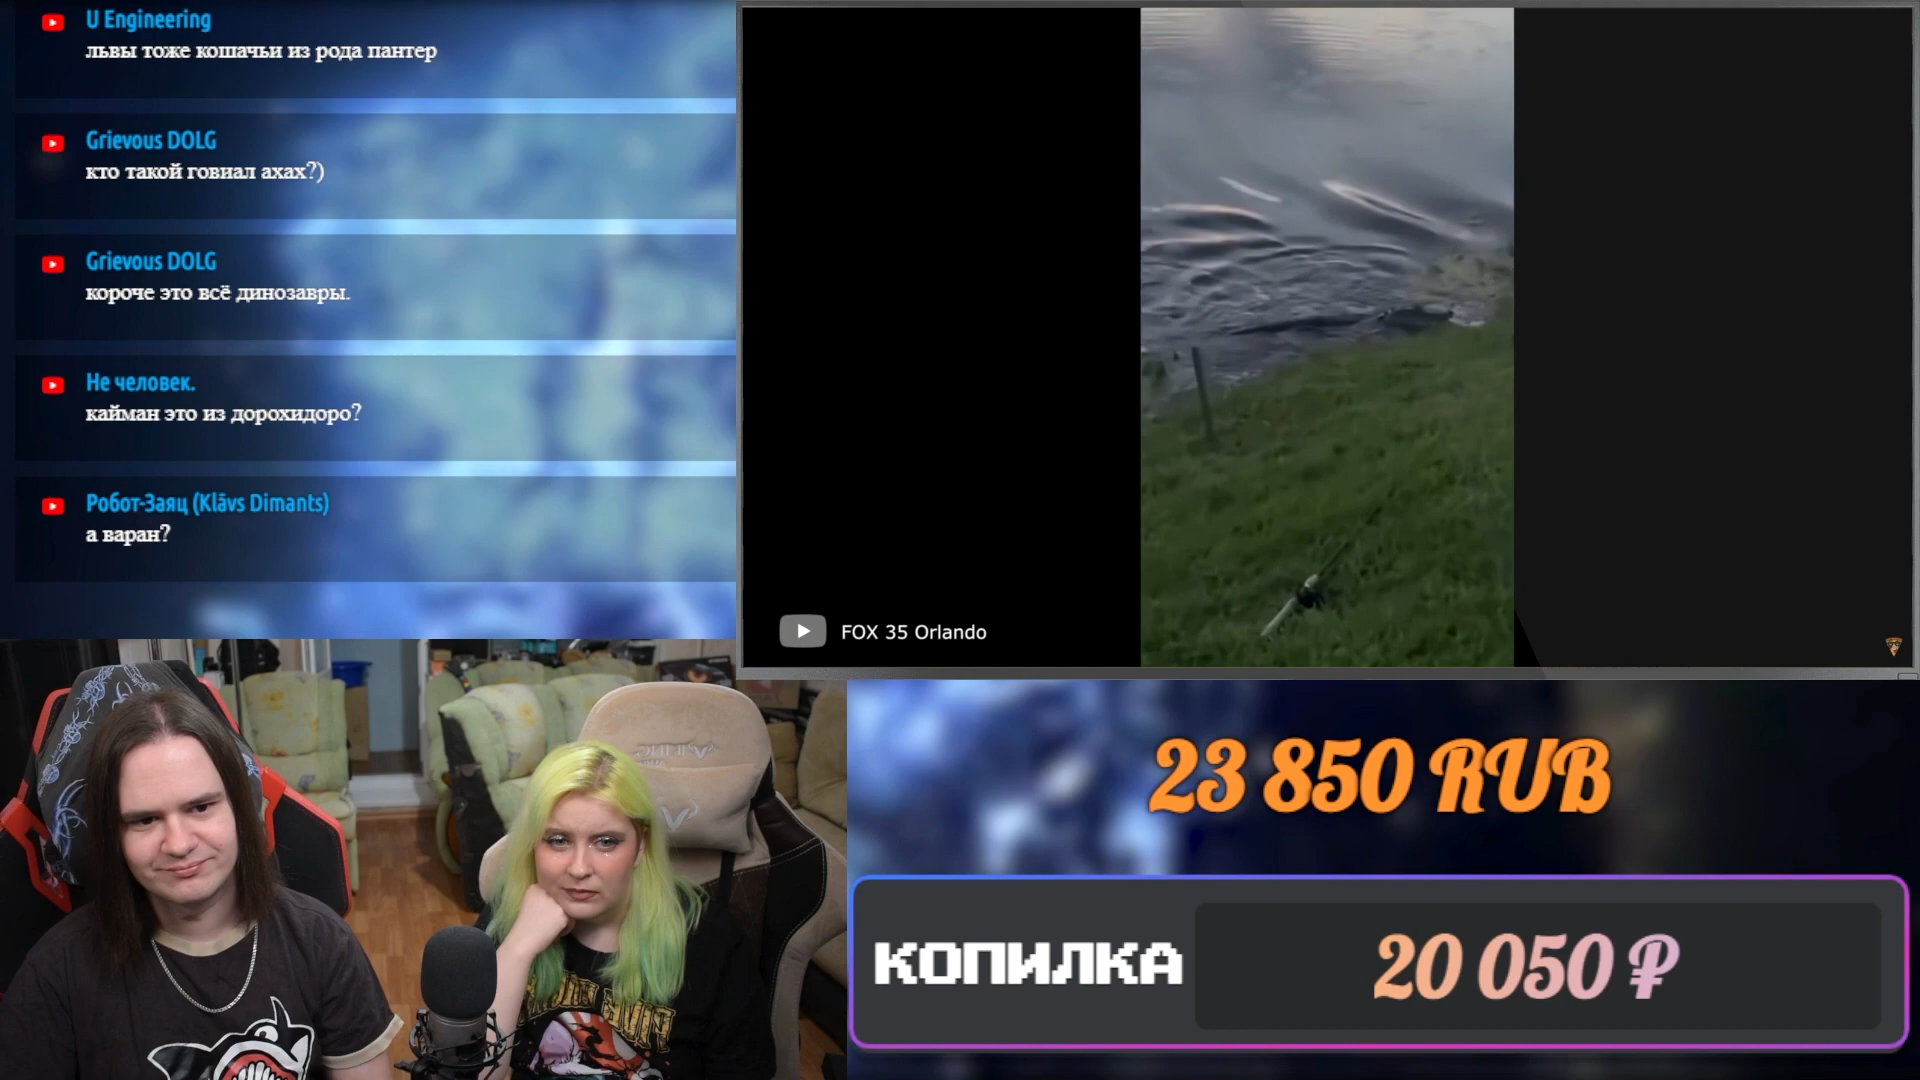 U Engineering
львы тоже кошачьи из рода пантер
Grievous DOLG
кто такой говиал ахах?)
Grievous DOLG
короче это всё динозавры.
Не человек.
кайман это из дорохидоро?
Робот-Заяц (Klāvs Dimants)
а варан?
FOX 35 Orlando
23 850 RUB
КОПИЛКА
20 050 ₽